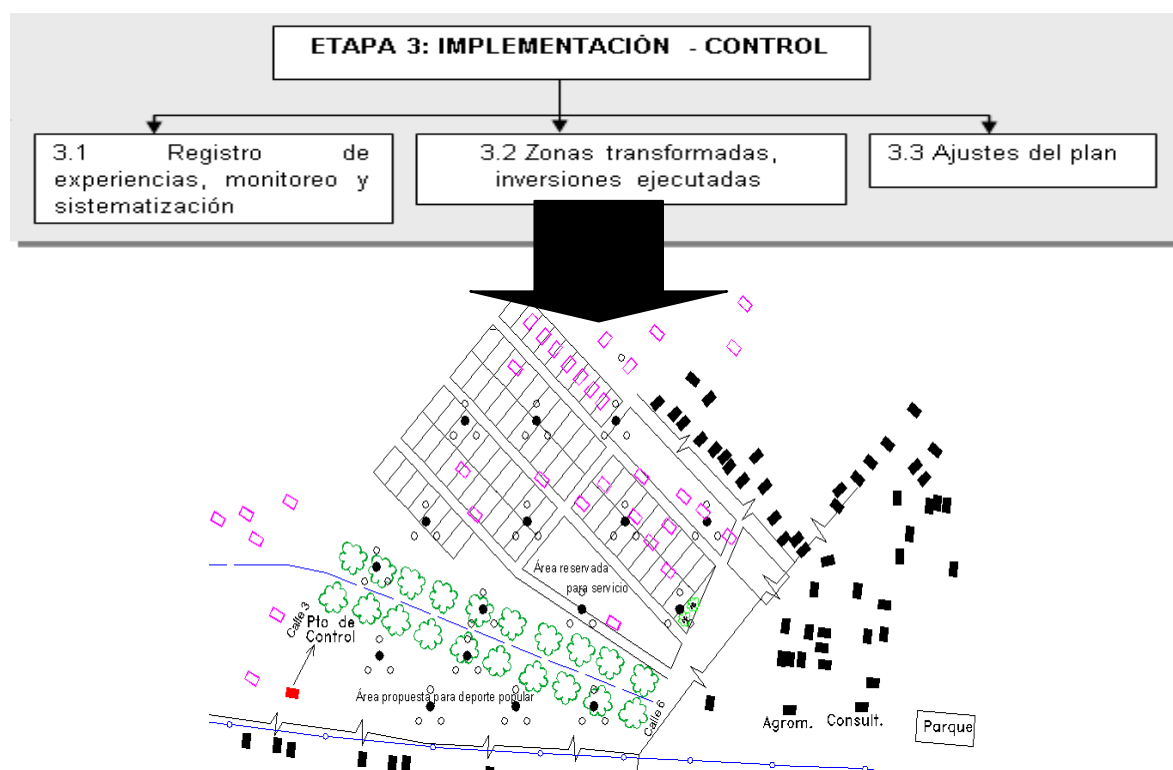 ETAPA 3: IMPLEMENTACIÓN - CONTROL
3.1 Registro de
experiencias, monitoreo y
sistematización
3.2 Zonas transformadas,
inversiones ejecutadas
3.3 Ajustes del plan
Área reservada
para servicio
Calle 3
Pto de
Control
Área propuesta para deporte popular
Calle 6
Agrom.
Consult.
Parque